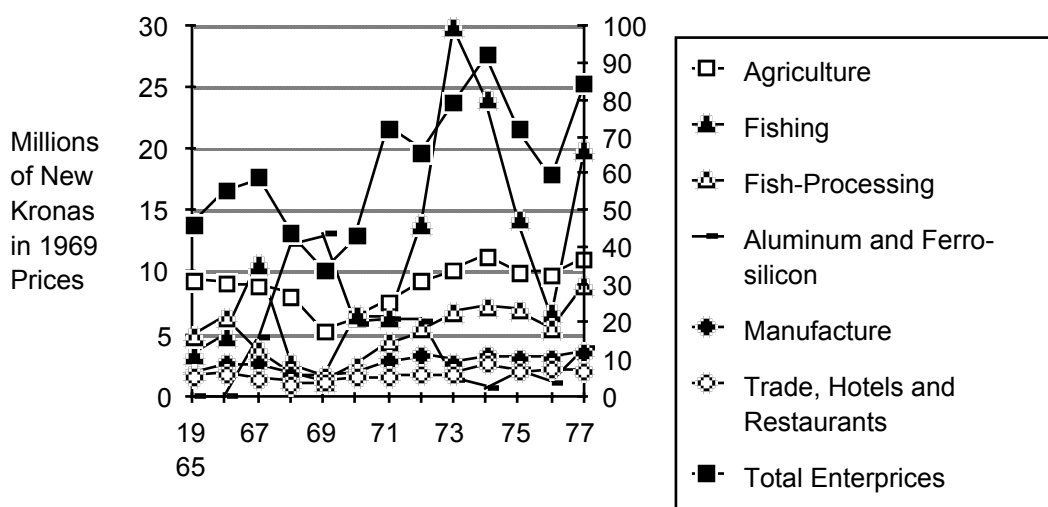 30
25
20
15
10
5
0
100
90
80
70
60
50
40
30
20
10
0
Millions
of New
Kronas
in 1969
Prices
19
65
67
69
71
73
75
77
Agriculture
Fishing
Fish-Processing
Aluminum and Ferro-
silicon
Manufacture
Trade, Hotels and
Restaurants
Total Enterprices